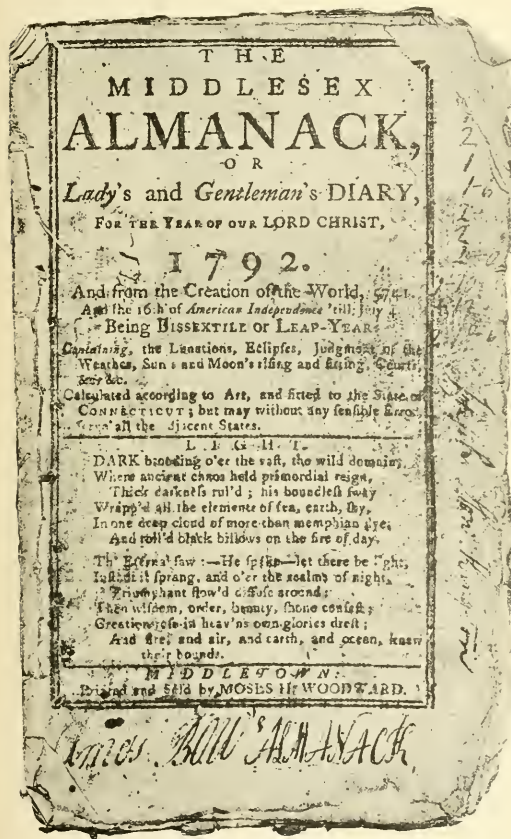 THE
MIDDLESEX
ALMANACK,
OR
Lady's and Gentleman's DIARY,
FOR THE YEAR OF OUR LORD CHRIST,
1792.
And from the Creation of the World,
And the 16th of American Independence 'till July 4
Being BISSEXTILE or LEAP-YEAR:
Containing, the Lunations, Eclipses, Judgment of the
Weather, Sun's and Moon's rising and setting, Courts,
&c. &c.
Calculated according to Art, and fitted to the State of
CONNECTICUT; but may without any sensible Error
serve all the adjacent States.
LIGHT.
DARK brooding o'er the vast, the wild domain,
Where ancient chaos held primordial reign,
Thick darkness rul'd; his boundless sway
Wrapp'd all the elements of sea, earth, sky,
In one deep cloud of more than memphian dye,
And roll'd black billows on the fire of day.
Th' Eternal saw :—He spake—let there be light,
Instant it sprang, and o'er the realms of night,
Triumphant flow'd diffuse around;
Then wisdom, order, beauty, shone confest;
Creation rose in heav'ns own glories drest;
And fire, and air, and earth, and ocean, knew
their bounds.
MIDDLETOWN:
Printed and Sold by MOSES H. WOODWARD.
ALMANACK